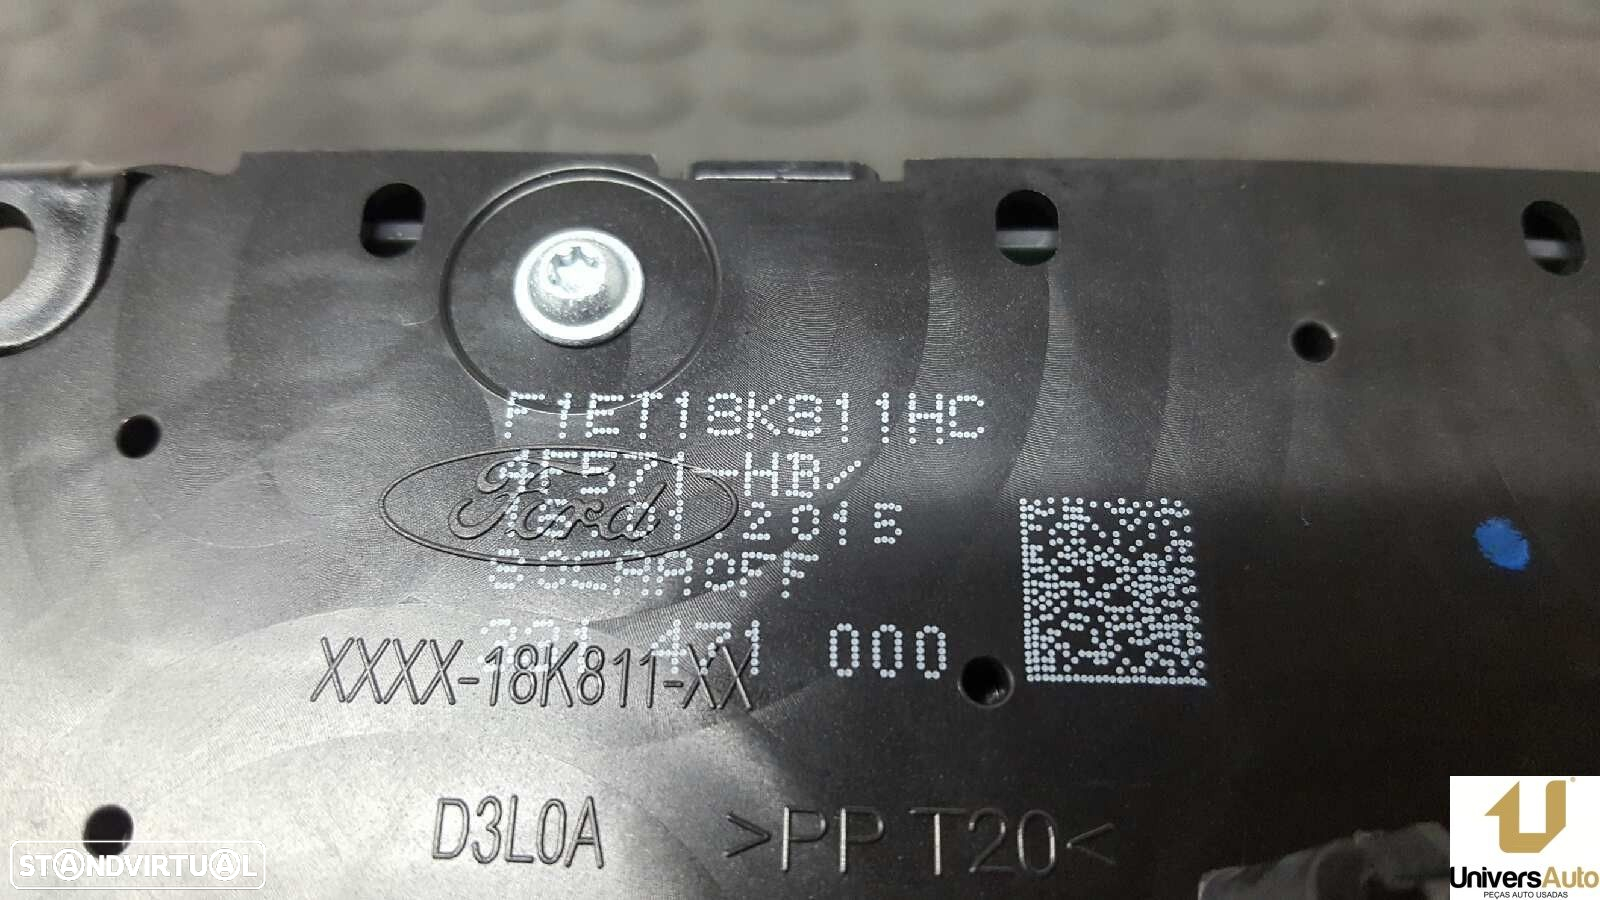 F1ET18K811HC
Ford
2015
000
XXXX-18K811-XX
D3L0A
>PP T20<
STANDVIRTUAL
UniversAuto
PEÇAS AUTO USADAS